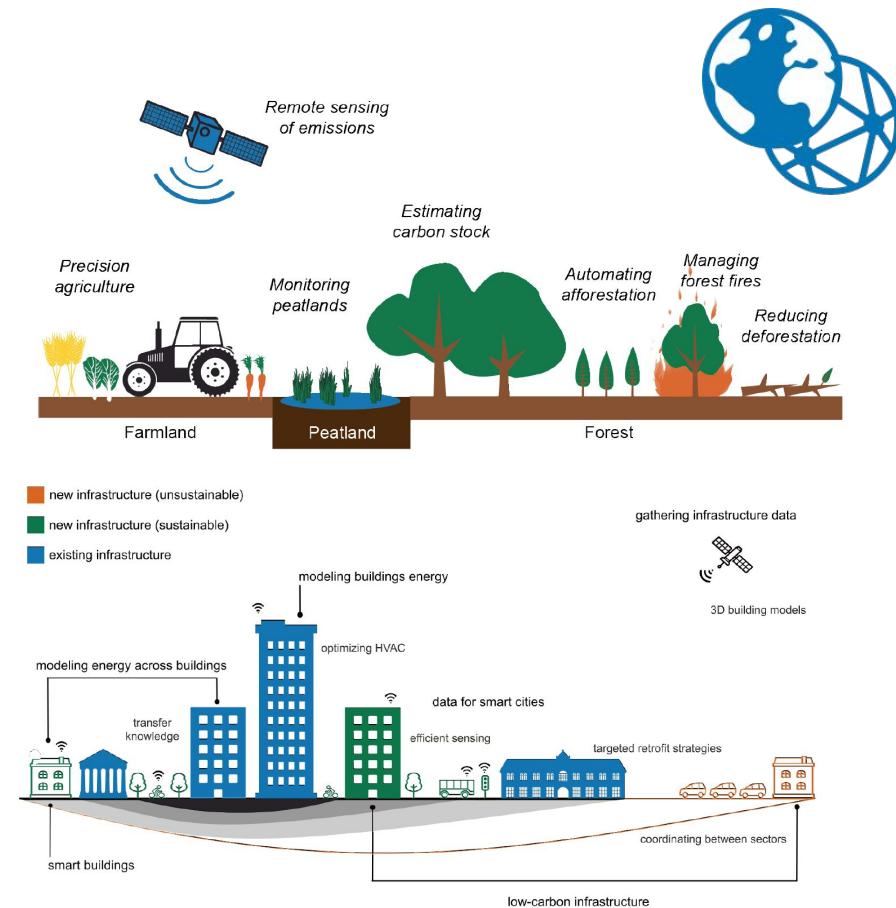 Remote sensing
of emissions
Estimating
carbon stock
Precision
agriculture
Monitoring
peatlands
Automating
afforestation
Managing
forest fires
Reducing
deforestation
Farmland
Peatland
Forest
new infrastructure (unsustainable)
new infrastructure (sustainable)
existing infrastructure
gathering infrastructure data
3D building models
modeling buildings energy
optimizing HVAC
modeling energy across buildings
transfer
knowledge
data for smart cities
efficient sensing
targeted retrofit strategies
coordinating between sectors
smart buildings
low-carbon infrastructure